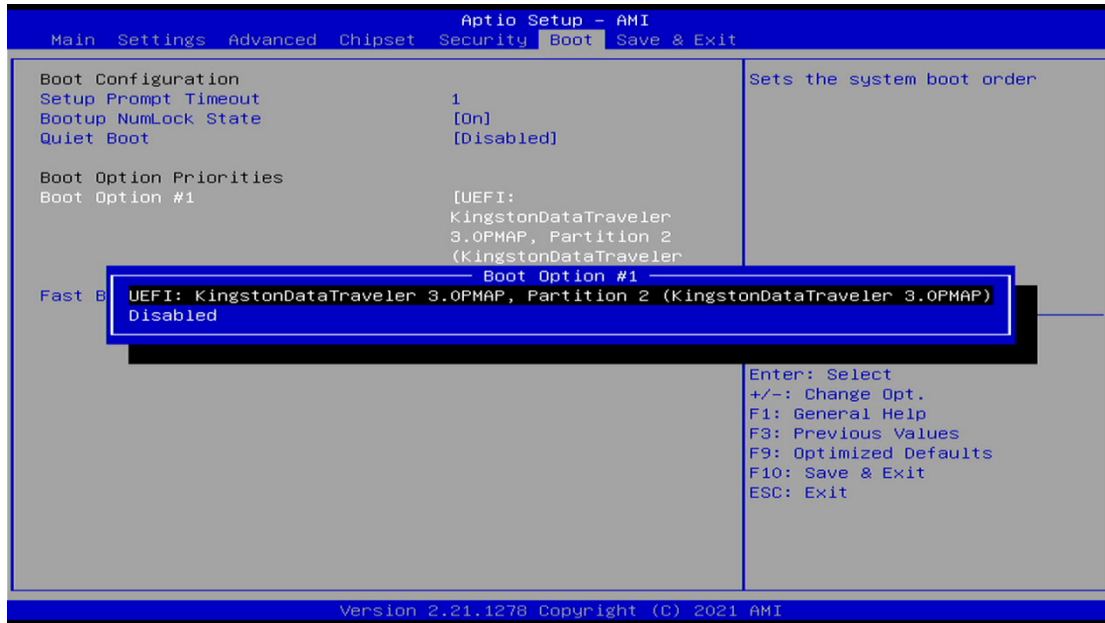 Aptio Setup – AMI
Main Settings Advanced Chipset Security Boot Save & Exit
Boot Configuration
Setup Prompt Timeout 1
Bootup NumLock State [On]
Quiet Boot [Disabled]
Boot Option Priorities
Boot Option #1 [UEFI:
KingstonDataTraveler
3.0PMAP, Partition 2
(KingstonDataTraveler
Fast B
Boot Option #1
UEFI: KingstonDataTraveler 3.0PMAP, Partition 2 (KingstonDataTraveler 3.0PMAP)
Disabled
Sets the system boot order
Enter: Select
+/-: Change Opt.
F1: General Help
F3: Previous Values
F9: Optimized Defaults
F10: Save & Exit
ESC: Exit
Version 2.21.1278 Copyright (C) 2021 AMI